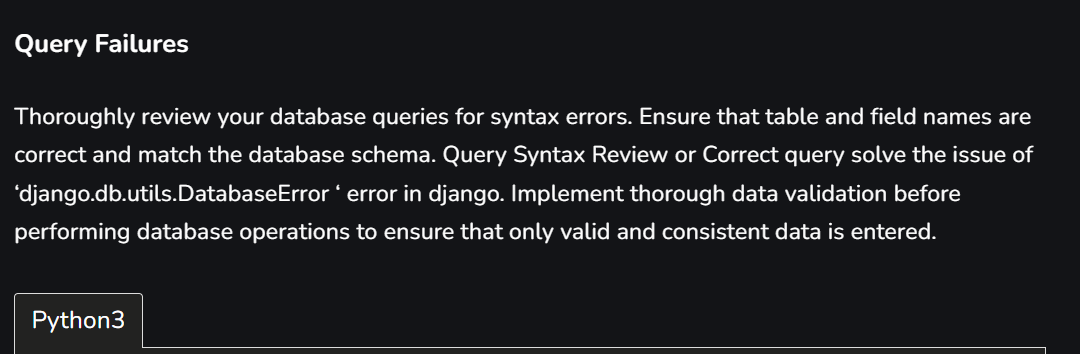 Query Failures
Thoroughly review your database queries for syntax errors. Ensure that table and field names are
correct and match the database schema. Query Syntax Review or Correct query solve the issue of
‘django.db.utils.DatabaseError ‘ error in django. Implement thorough data validation before
performing database operations to ensure that only valid and consistent data is entered.
Python3